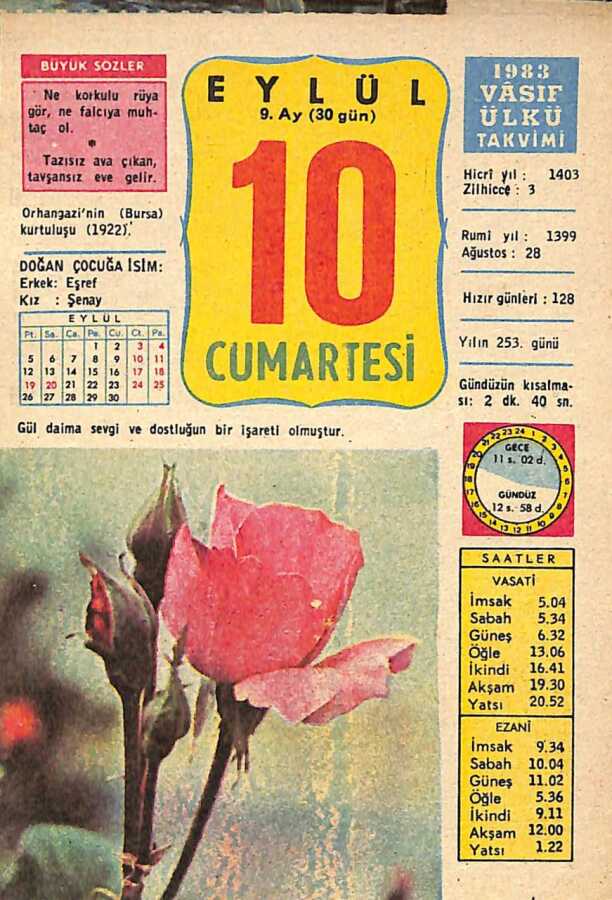 BÜYÜK SÖZLER
Ne korkulu rüya
gör, ne falcıya muh-
taç ol.
*
Tazısız ava çıkan,
tavşansız eve gelir.
Orhangazi'nin (Bursa)
kurtuluşu (1922).
DOĞAN ÇOCUĞA İSİM:
Erkek: Eşref
Kız : Şenay
EYLÜL
Pt. Sa. Ça. Pe. Cu. Ct. Pa.
1 2 3 4
5 6 7 8 9 10 11
12 13 14 15 16 17 18
19 20 21 22 23 24 25
26 27 28 29 30
EYLÜL
9. Ay (30 gün)
10
CUMARTESİ
1983
VÂSIF
ÜLKÜ
TAKVİMİ
Hicrî yıl : 1403
Zilhicce : 3
Rumî yıl : 1399
Ağustos : 28
Hızır günleri : 128
Yılın 253. günü
Gündüzün kısalma-
sı: 2 dk. 40 sn.
Gül daima sevgi ve dostluğun bir işareti olmuştur.
GECE
11 s. 02 d.
GÜNDÜZ
12 s. 58 d.
SAATLER
VASATİ
İmsak 5.04
Sabah 5.34
Güneş 6.32
Öğle 13.06
İkindi 16.41
Akşam 19.30
Yatsı 20.52
EZANİ
İmsak 9.34
Sabah 10.04
Güneş 11.02
Öğle 5.36
İkindi 9.11
Akşam 12.00
Yatsı 1.22